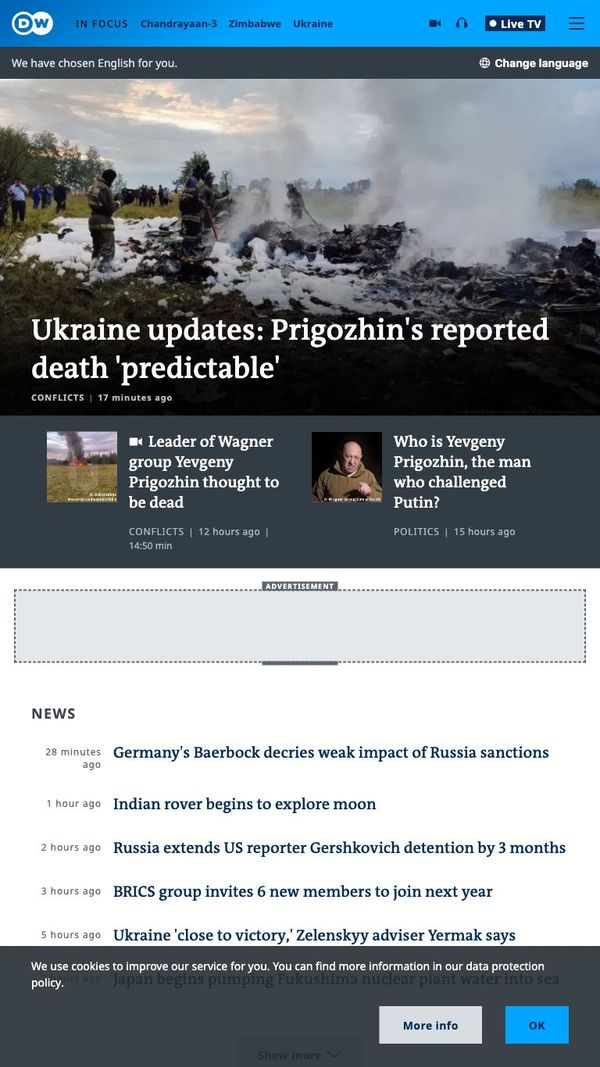 DW
IN FOCUS Chandrayaan-3 Zimbabwe Ukraine
Live TV
We have chosen English for you.
Change language
Ukraine updates: Prigozhin's reported
death 'predictable'
CONFLICTS | 17 minutes ago
Leader of Wagner
group Yevgeny
Prigozhin thought to
be dead
CONFLICTS | 12 hours ago |
14:50 min
Who is Yevgeny
Prigozhin, the man
who challenged
Putin?
POLITICS | 15 hours ago
ADVERTISEMENT
NEWS
28 minutes
ago
Germany's Baerbock decries weak impact of Russia sanctions
1 hour ago Indian rover begins to explore moon
2 hours ago Russia extends US reporter Gershkovich detention by 3 months
3 hours ago BRICS group invites 6 new members to join next year
5 hours ago Ukraine 'close to victory,' Zelenskyy adviser Yermak says
We use cookies to improve our service for you. You can find more information in our data protection
policy.
Japan begins pumping Fukushima nuclear plant water into sea
More info OK
Show more